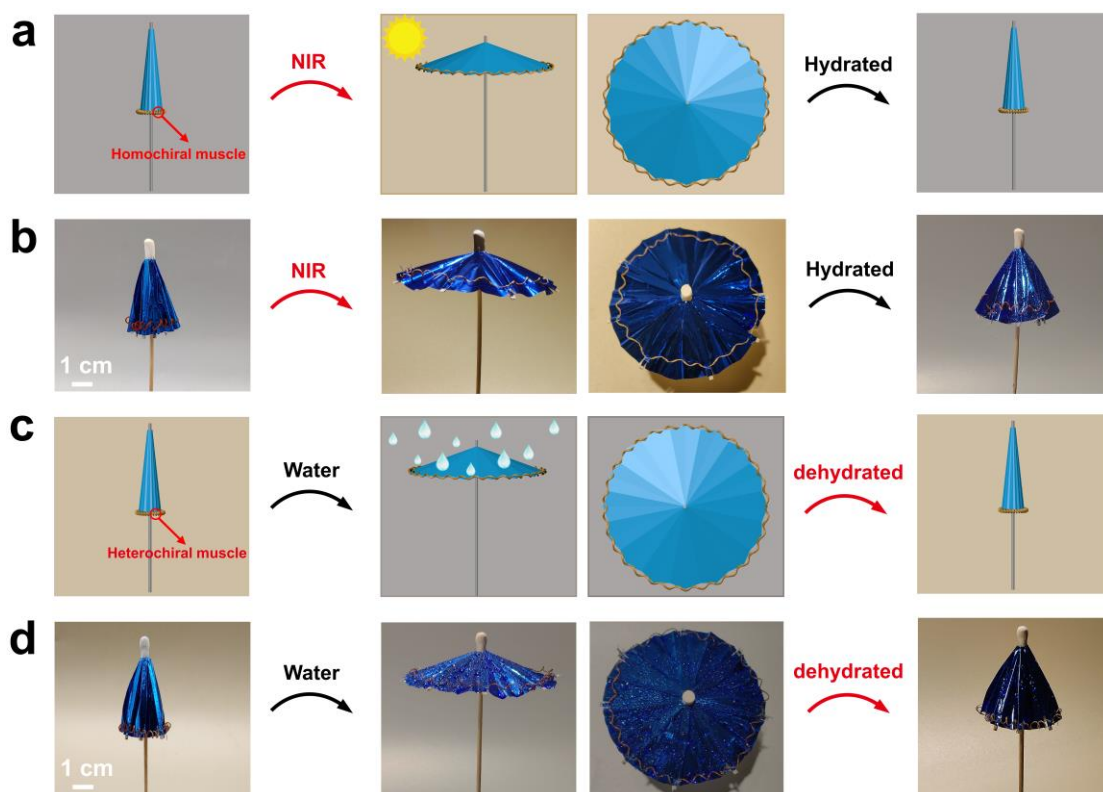 a
NIR
Hydrated
Homochiral muscle
b
NIR
Hydrated
1 cm
c
Water
dehydrated
Heterochiral muscle
d
Water
dehydrated
1 cm